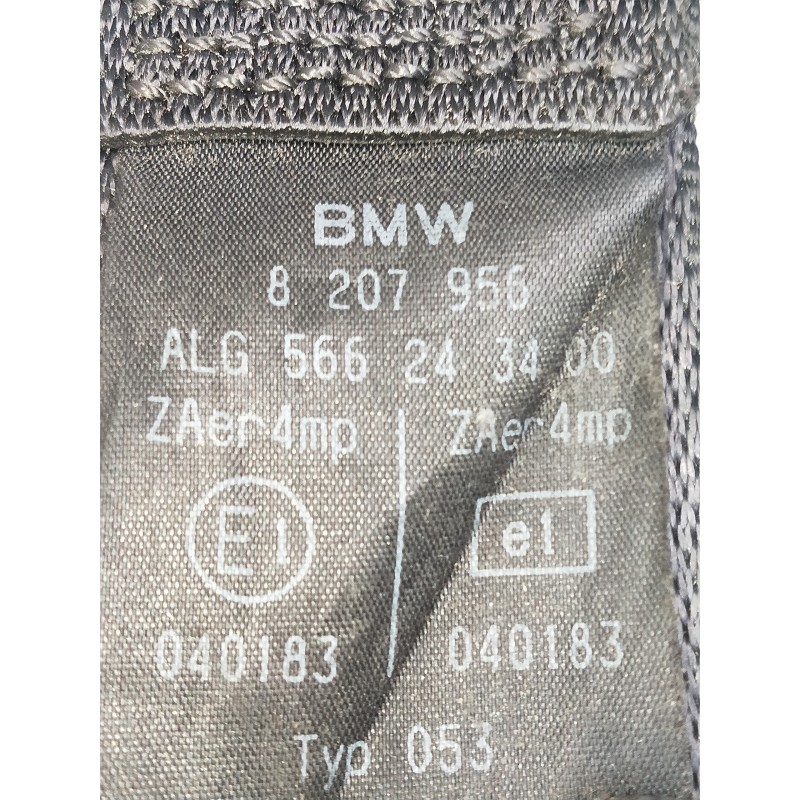 BMW
8 207 956
ALG 566 24 34 00
ZAer4mp ZAer4mp
E1 e1
040183 040183
Typ 053